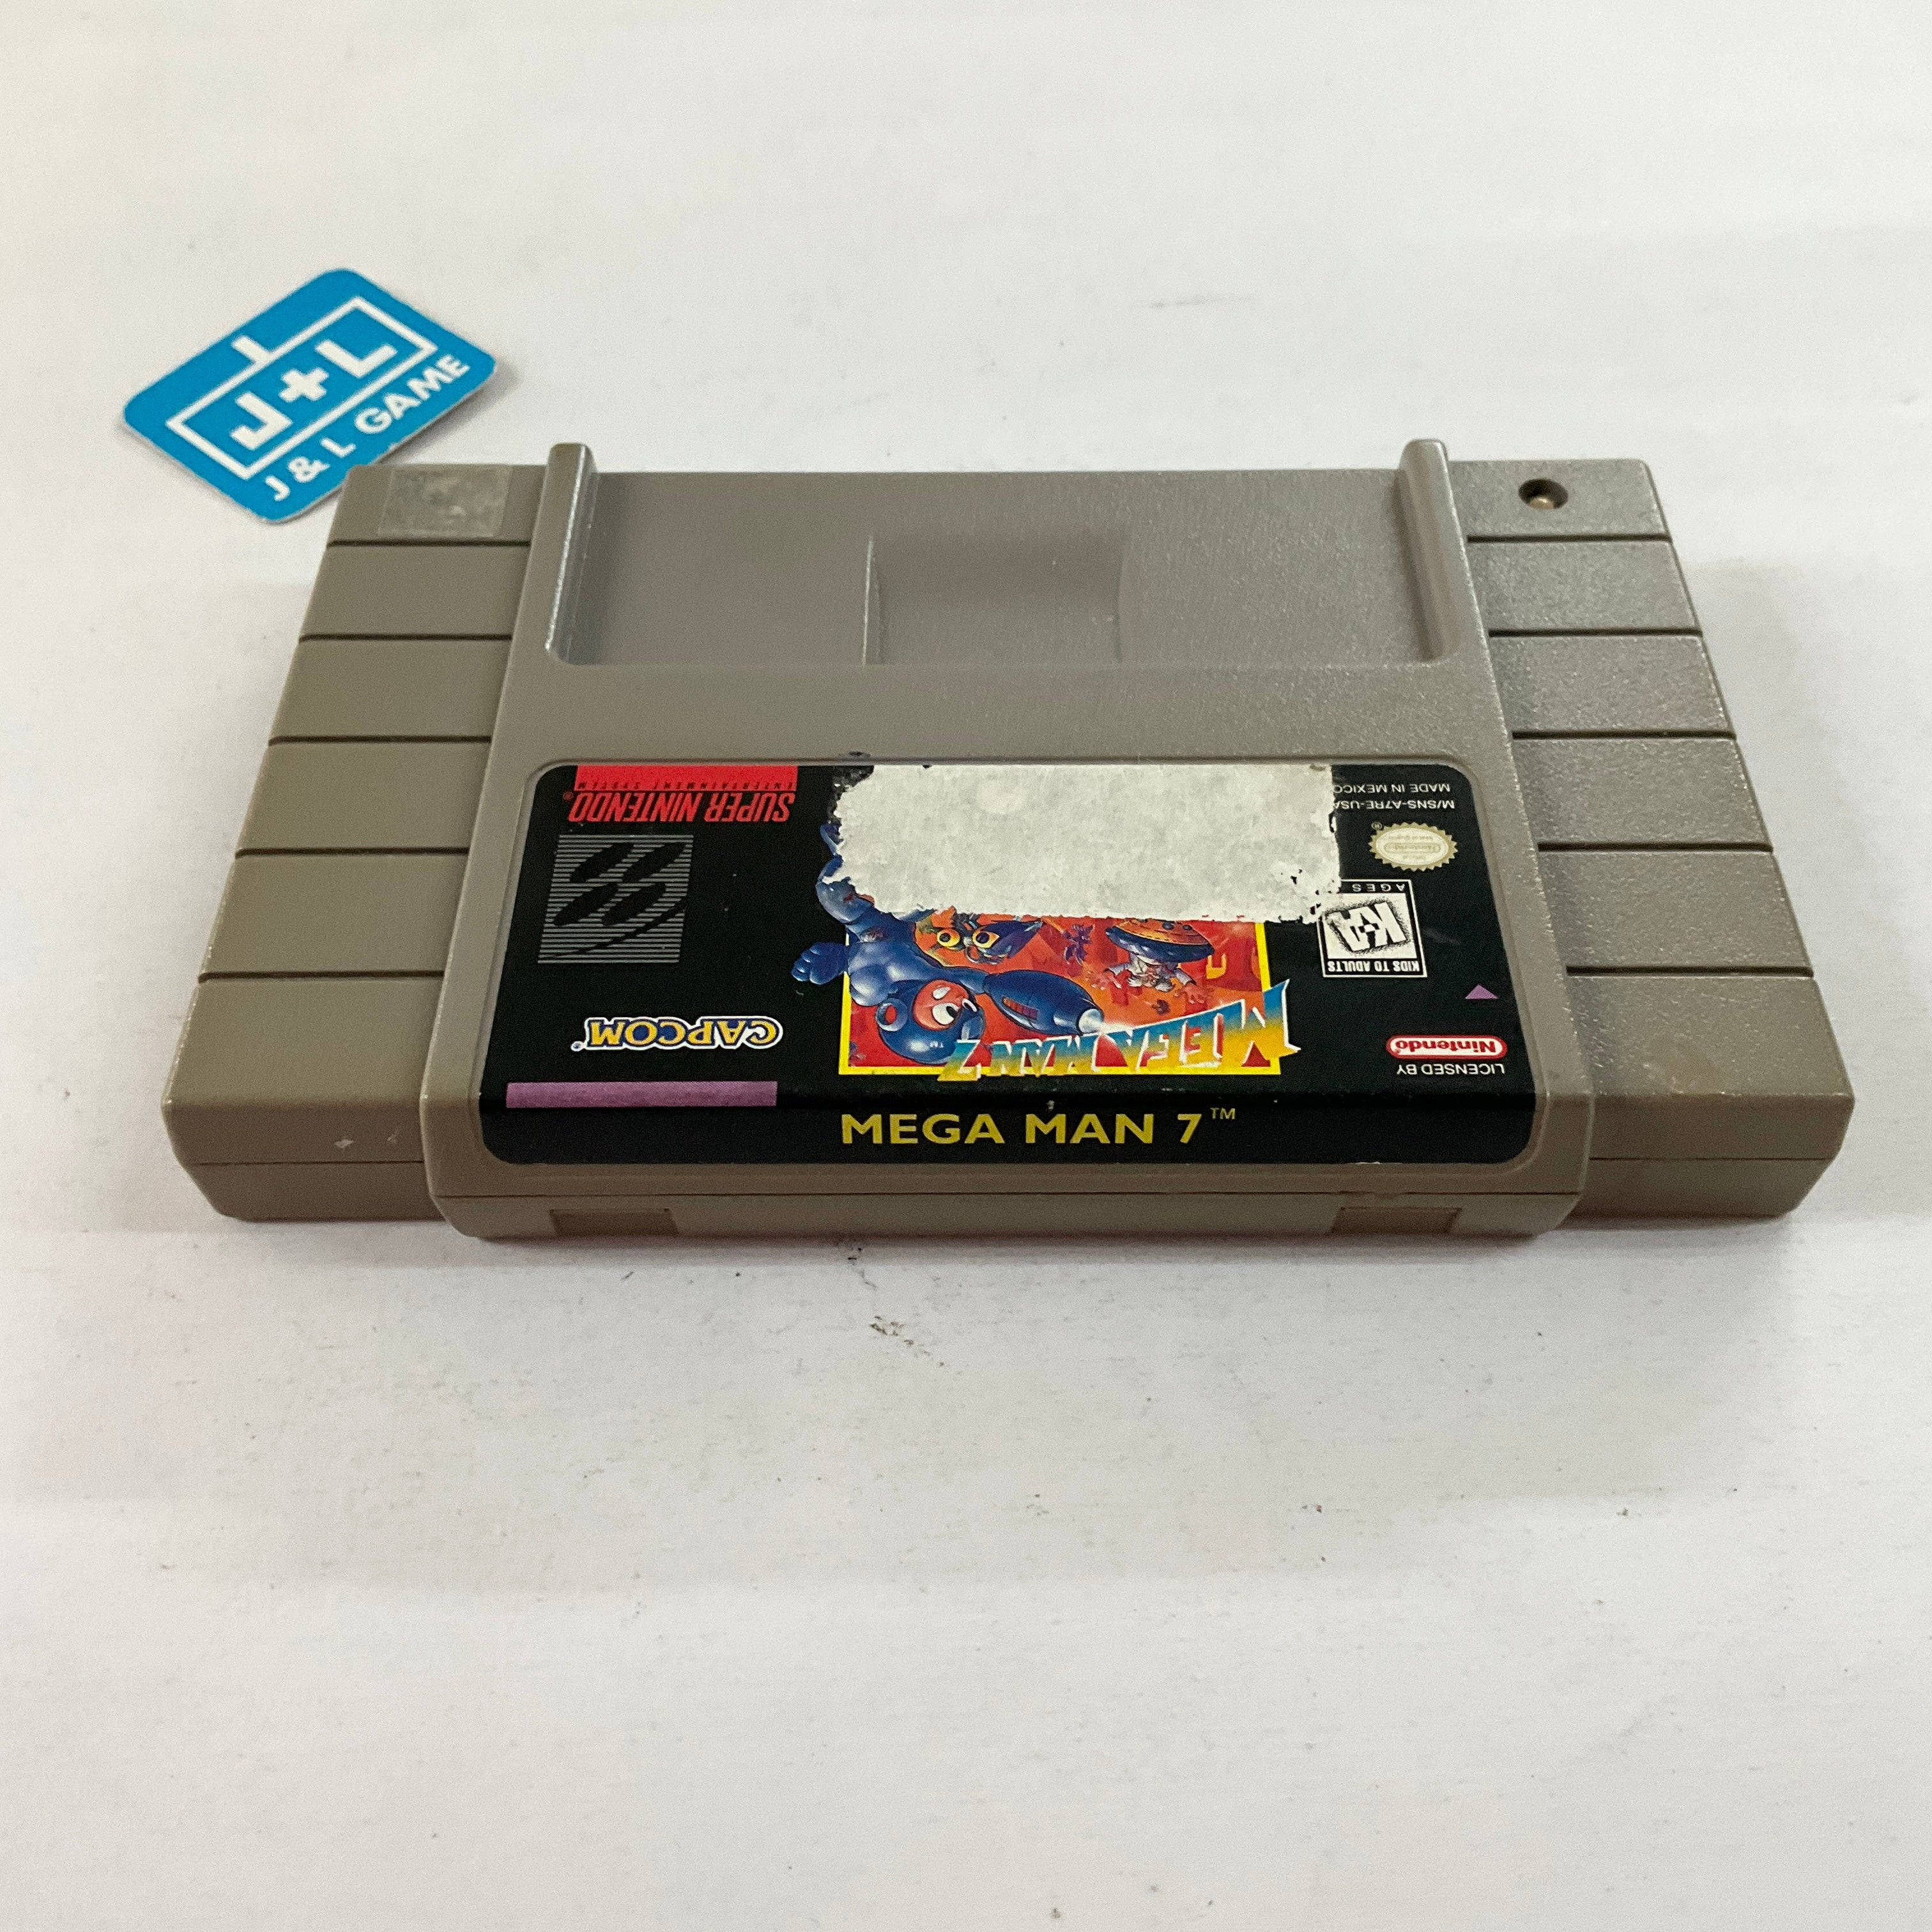 J+L
J & L GAME
MEGA MAN 7™
LICENSED BY
Nintendo®
MEGA MAN 7
™
CAPCOM®
KIDS TO ADULTS
K-A
AGES
M/SNS-A7RE-USA
MADE IN MEXICO
SUPER NINTENDO®
ENTERTAINMENT SYSTEM